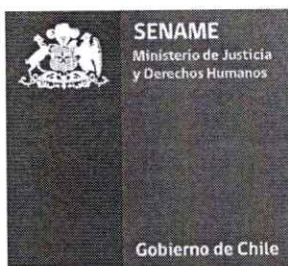 SENAME
Ministerio de Justicia
y Derechos Humanos
Gobierno de Chile